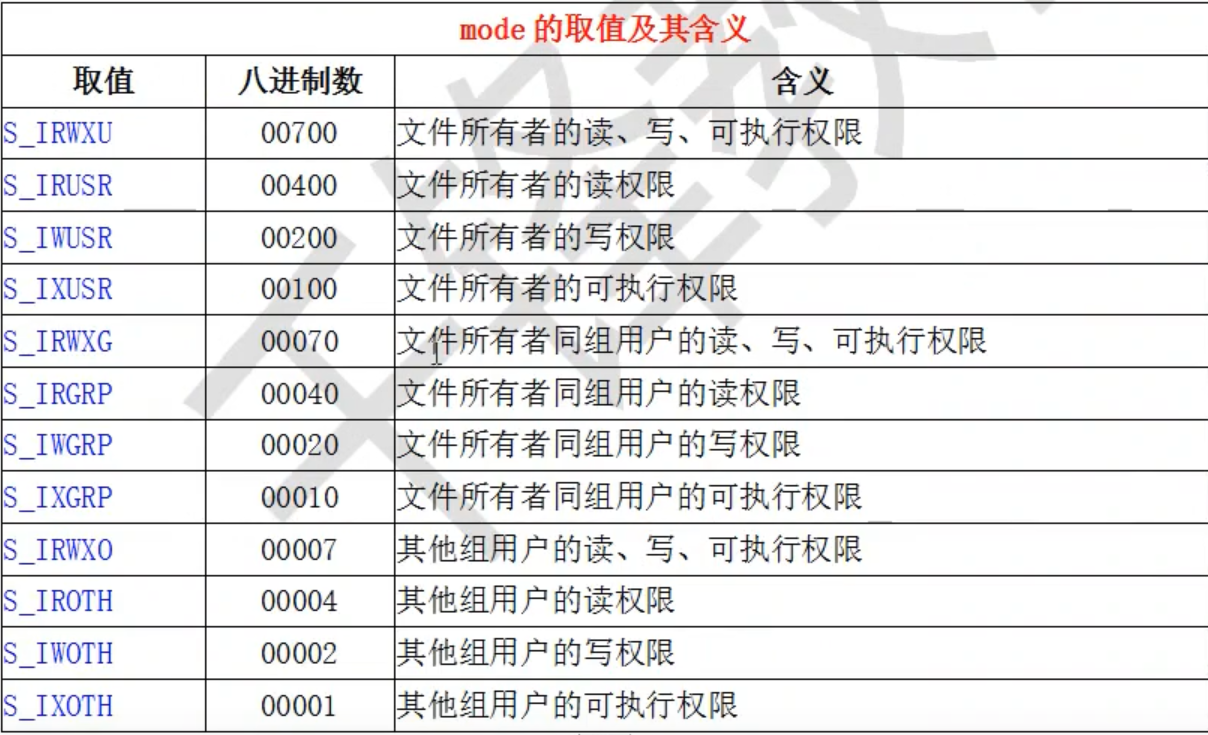 mode 的取值及其含义
取值 八进制数 含义
S_IRWXU 00700 文件所有者的读、写、可执行权限
S_IRUSR 00400 文件所有者的读权限
S_IWUSR 00200 文件所有者的写权限
S_IXUSR 00100 文件所有者的可执行权限
S_IRWXG 00070 文件所有者同组用户的读、写、可执行权限
S_IRGRP 00040 文件所有者同组用户的读权限
S_IWGRP 00020 文件所有者同组用户的写权限
S_IXGRP 00010 文件所有者同组用户的可执行权限
S_IRWXO 00007 其他组用户的读、写、可执行权限
S_IROTH 00004 其他组用户的读权限
S_IWOTH 00002 其他组用户的写权限
S_IXOTH 00001 其他组用户的可执行权限